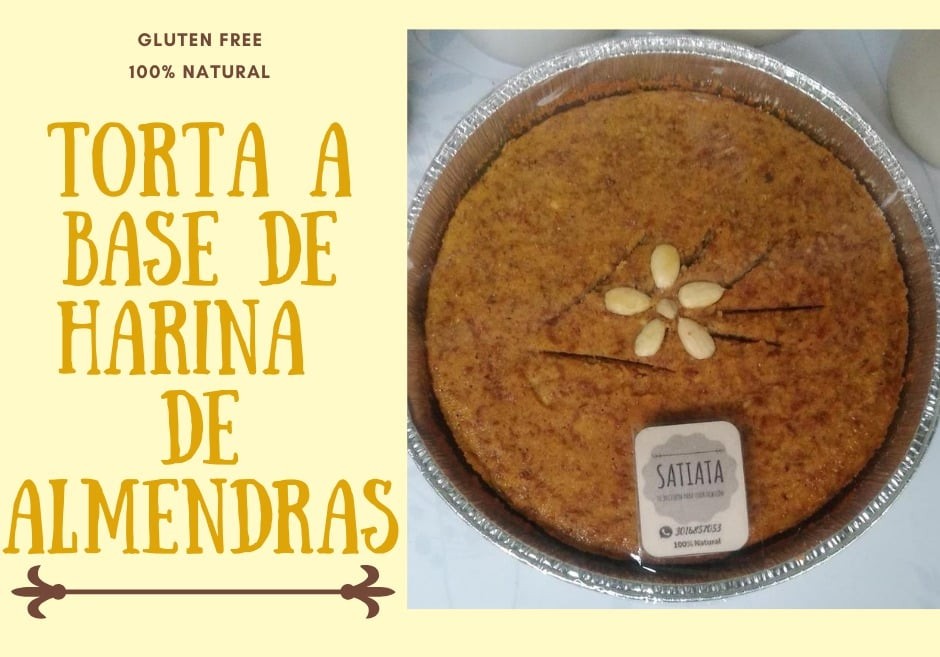 GLUTEN FREE
100% NATURAL
TORTA A
BASE DE
HARINA
DE
ALMENDRAS
SATIATA
3016857053
100% Natural